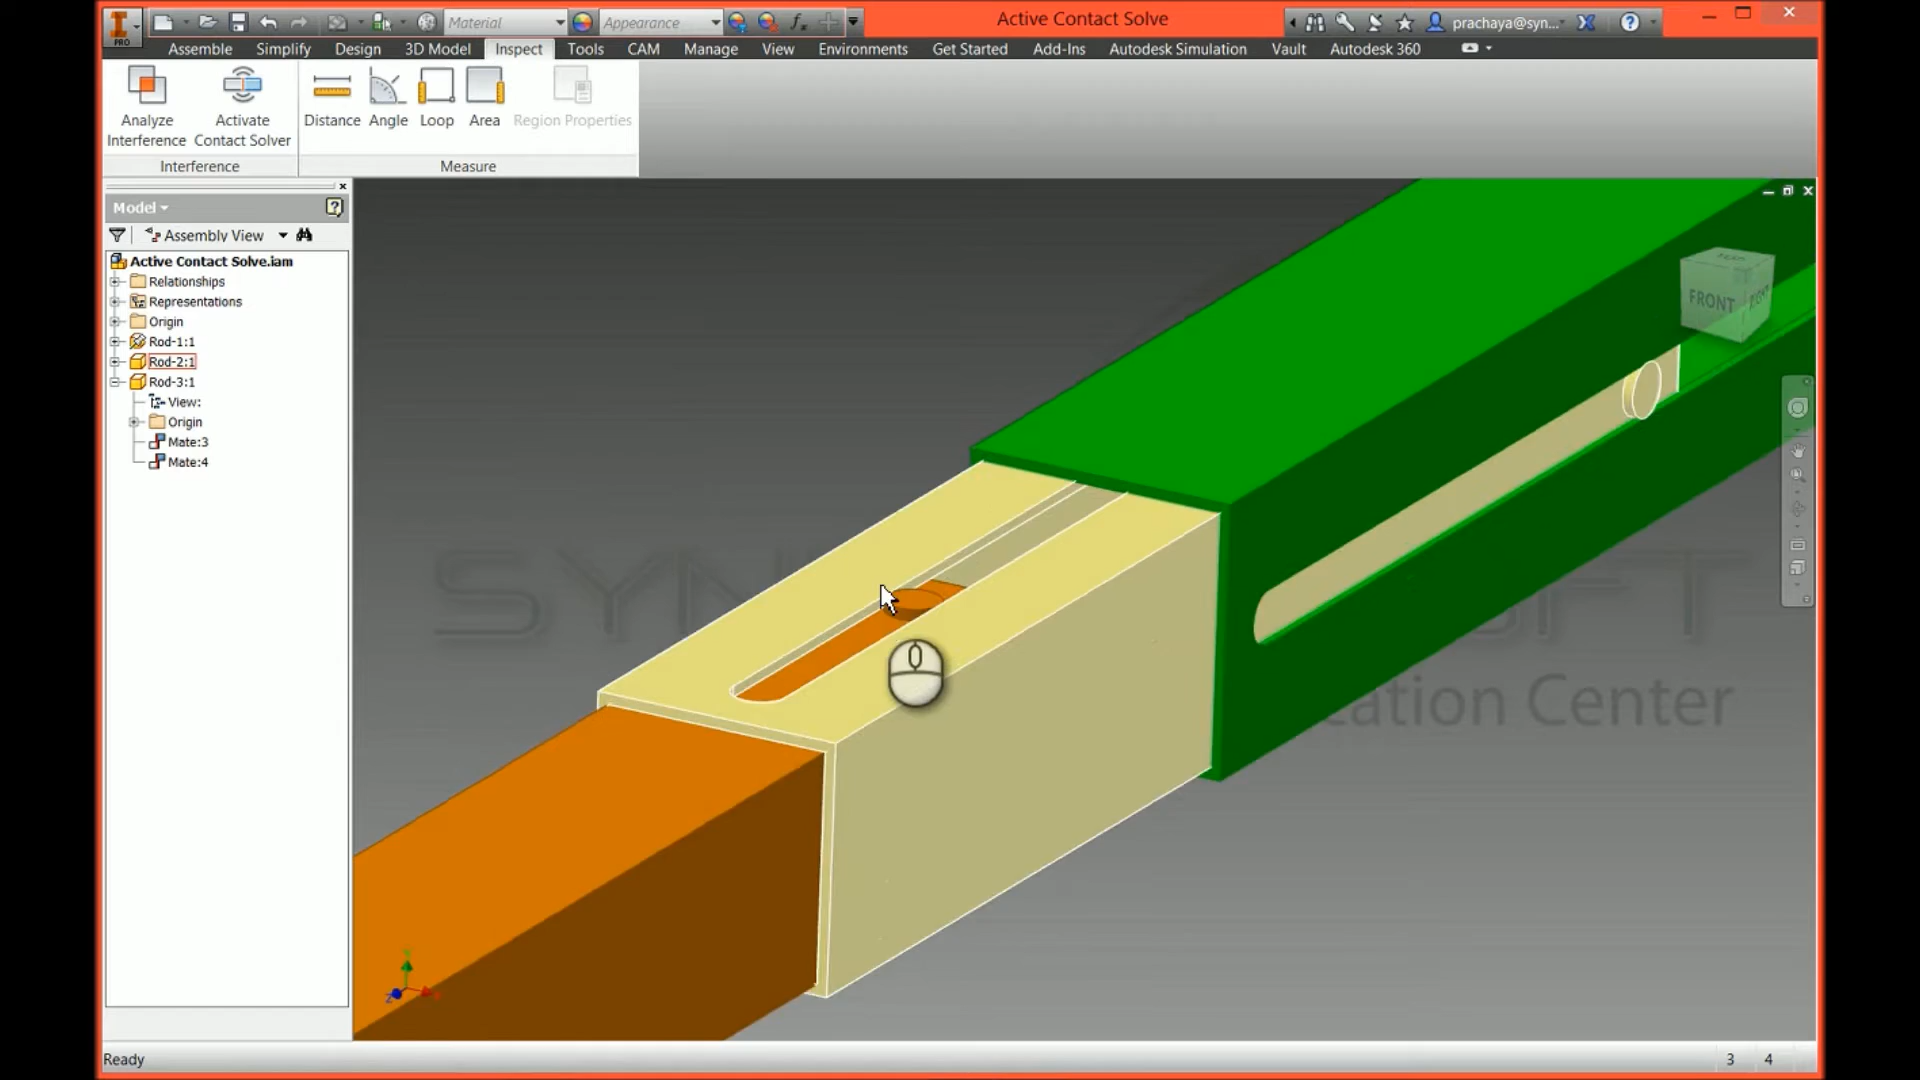 PRO
Material
Appearance
Active Contact Solve
prachaya@syn...
Assemble Simplify Design 3D Model Inspect Tools CAM Manage View Environments Get Started Add-Ins Autodesk Simulation Vault Autodesk 360
Analyze Interference
Activate Contact Solver
Distance Angle Loop Area Region Properties
Interference
Measure
Model
Assembly View
Active Contact Solve.iam
Relationships
Representations
Origin
Rod-1:1
Rod-2:1
Rod-3:1
View:
Origin
Mate:3
Mate:4
FRONT
Center
Ready
3 4